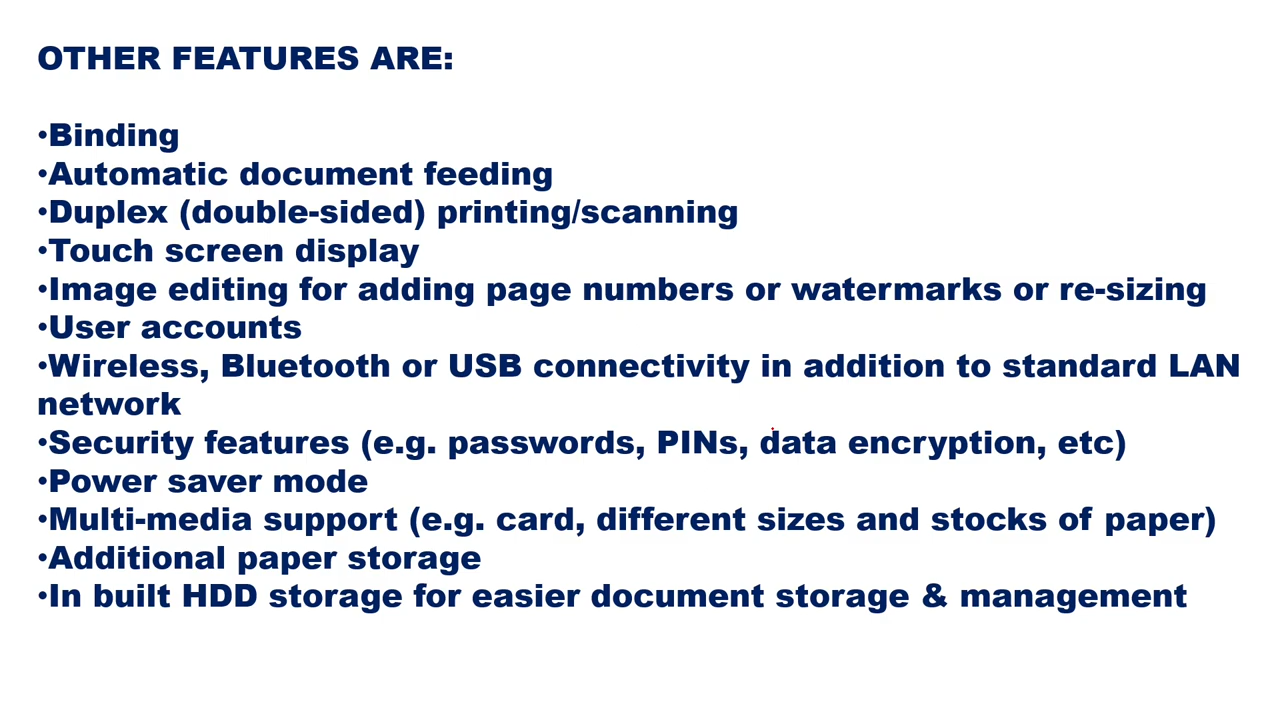 OTHER FEATURES ARE:
•Binding
•Automatic document feeding
•Duplex (double-sided) printing/scanning
•Touch screen display
•Image editing for adding page numbers or watermarks or re-sizing
•User accounts
•Wireless, Bluetooth or USB connectivity in addition to standard LAN
network
•Security features (e.g. passwords, PINs, data encryption, etc)
•Power saver mode
•Multi-media support (e.g. card, different sizes and stocks of paper)
•Additional paper storage
•In built HDD storage for easier document storage & management